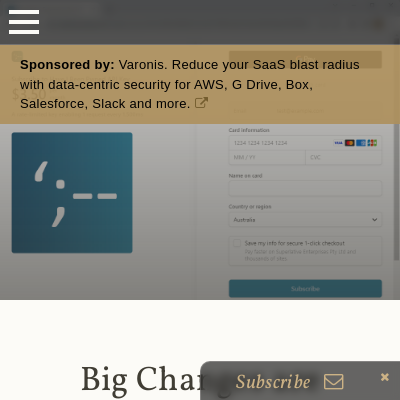 Sponsored by: Varonis. Reduce your SaaS blast radius
with data-centric security for AWS, G Drive, Box,
Salesforce, Slack and more.
Card information
1234 1234 1234 1234
MM / YY CVC
Name on card
Country or region
Australia
Save my info for secure 1-click checkout
Subscribe
';--
Big Chang
Subscribe